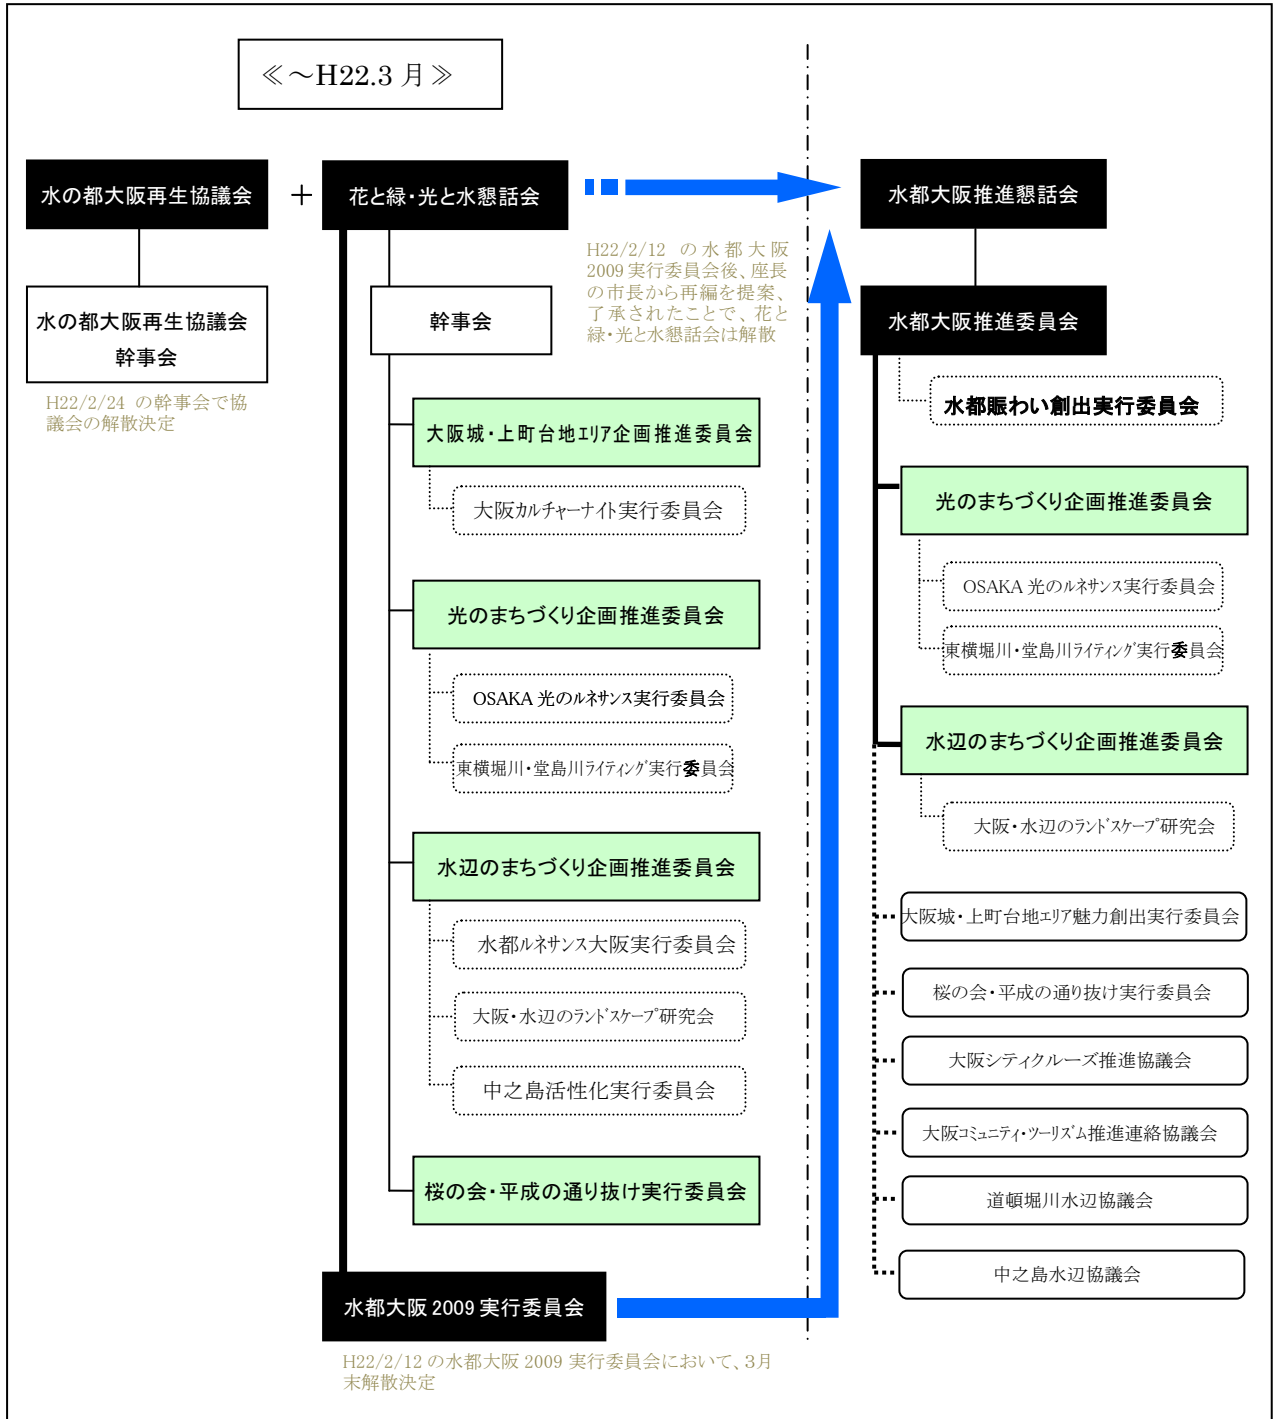 ≪～H22.3 月≫
水の都大阪再生協議会
＋
花と緑・光と水懇話会
水の都大阪再生協議会
幹事会
H22/2/24 の幹事会で協
議会の解散決定
幹事会
H22/2/12 の水都大阪
2009 実行委員会後、座長
の市長から再編を提案、
了承されたことで、花と
緑・光と水懇話会は解散
大阪城・上町台地ｴﾘｱ企画推進委員会
大阪ｶﾙﾁｬｰﾅｲﾄ実行委員会
光のまちづくり企画推進委員会
OSAKA 光のﾙﾈｻﾝｽ実行委員会
東横堀川・堂島川ﾗｲﾃｨﾝｸﾞ実行委員会
水辺のまちづくり企画推進委員会
水都ﾙﾈｻﾝｽ大阪実行委員会
大阪・水辺のﾗﾝﾄﾞｽｹｰﾌﾟ研究会
中之島活性化実行委員会
桜の会・平成の通り抜け実行委員会
水都大阪 2009 実行委員会
H22/2/12 の水都大阪 2009 実行委員会において、3月
末解散決定
水都大阪推進懇話会
水都大阪推進委員会
水都賑わい創出実行委員会
光のまちづくり企画推進委員会
OSAKA 光のﾙﾈｻﾝｽ実行委員会
東横堀川・堂島川ﾗｲﾃｨﾝｸﾞ実行委員会
水辺のまちづくり企画推進委員会
大阪・水辺のﾗﾝﾄﾞｽｹｰﾌﾟ研究会
大阪城・上町台地ｴﾘｱ魅力創出実行委員会
桜の会・平成の通り抜け実行委員会
大阪シティクルーズ推進協議会
大阪ｺﾐｭﾆﾃｨ・ﾂｰﾘｽﾞﾑ推進連絡協議会
道頓堀川水辺協議会
中之島水辺協議会